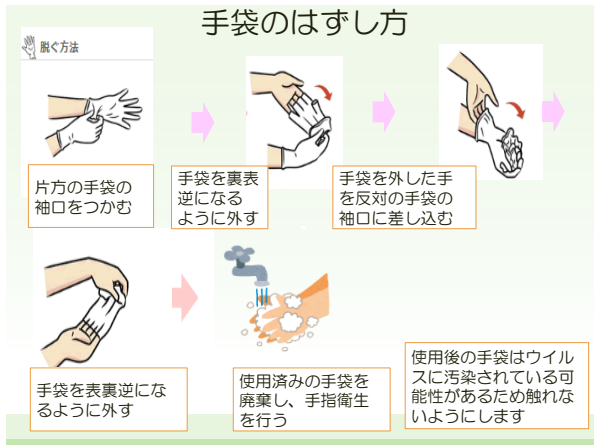 手袋のはずし方
脱ぐ方法
片方の手袋の
袖口をつかむ
手袋を裏表
逆になる
ように外す
手袋を外した手
を反対の手袋の
袖口に差し込む
手袋を表裏逆にな
るように外す
使用済みの手袋を
廃棄し、手指衛生
を行う
使用後の手袋はウイル
スに汚染されている可
能性があるため触れな
いようにします